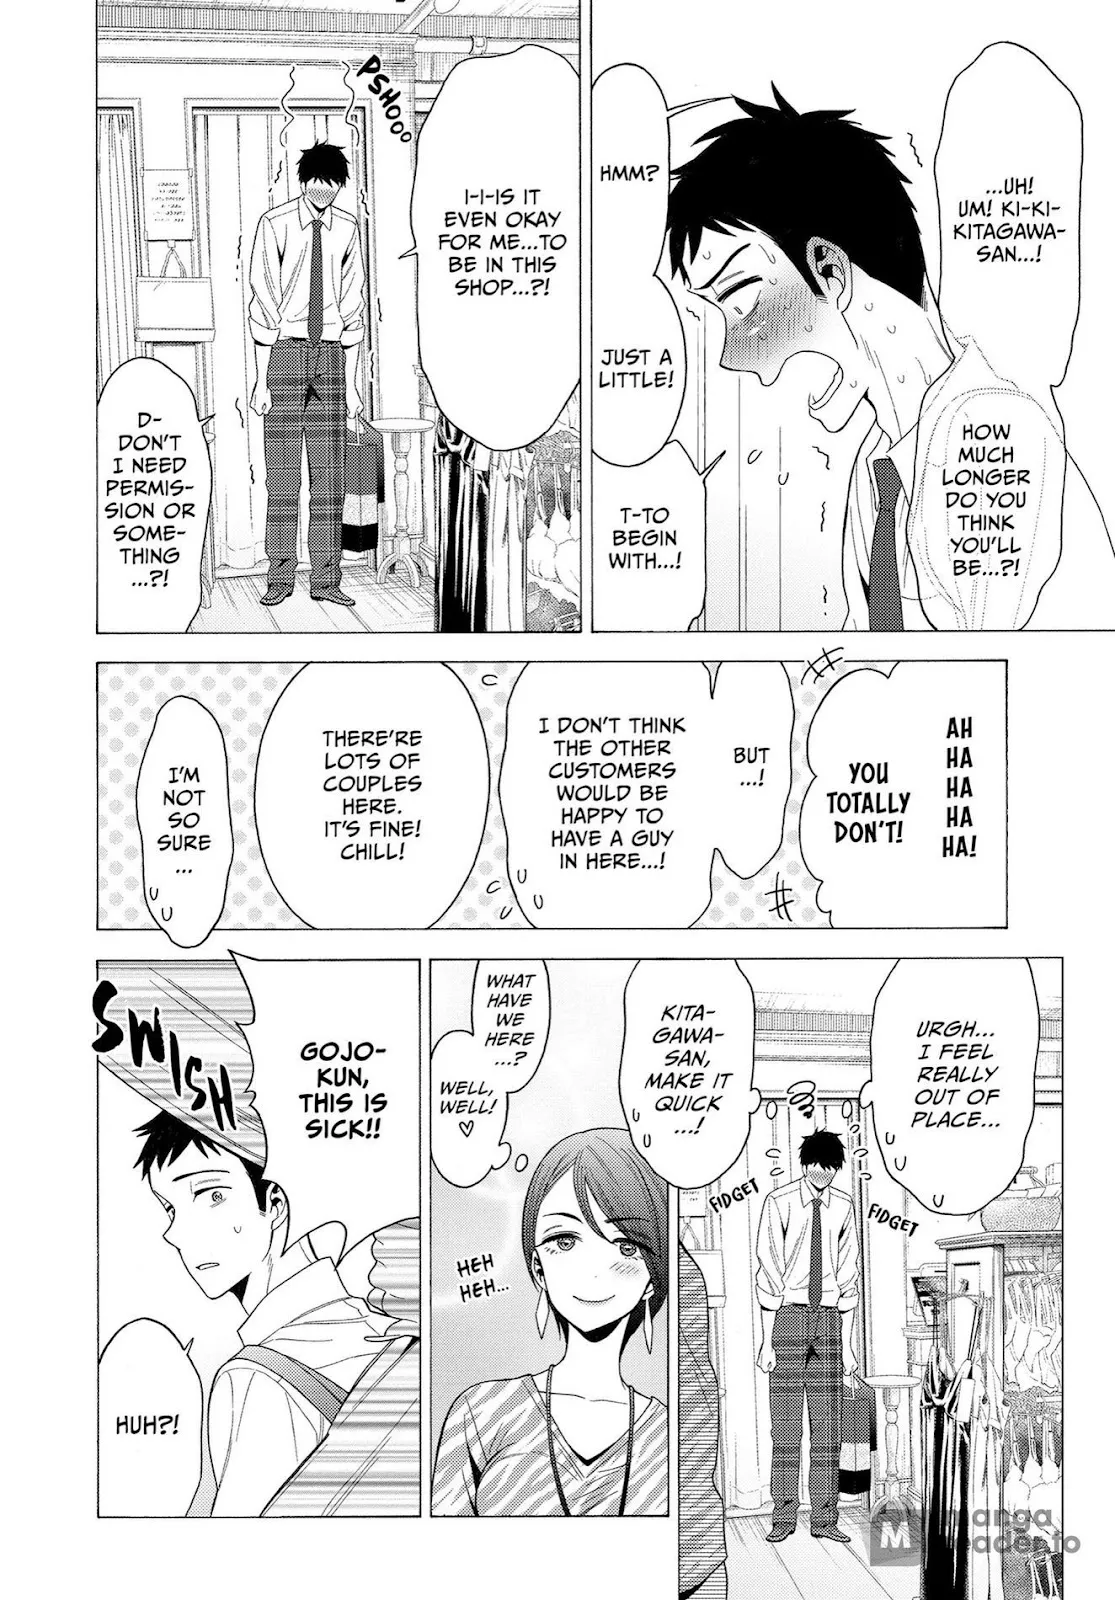 ...UH!
UM! KI-KI-
KITAGAWA-
SAN...!
HOW
MUCH
LONGER
DO YOU
THINK
YOU'LL
BE...?!
HMM?
JUST A
LITTLE!
T-TO
BEGIN
WITH...!
I-I-IS IT
EVEN OKAY
FOR ME...TO
BE IN THIS
SHOP...?!
PSHOOO
D-
DON'T
I NEED
PERMIS-
SION OR
SOME-
THING
...?!
AH
HA
HA
HA
HA!
YOU
TOTALLY
DON'T!
BUT
...!
I DON'T THINK
THE OTHER
CUSTOMERS
WOULD BE
HAPPY TO
HAVE A GUY
IN HERE...!
THERE'RE
LOTS OF
COUPLES
HERE.
IT'S FINE!
CHILL!
I'M
NOT
SO
SURE
...
URGH...
I FEEL
REALLY
OUT OF
PLACE...
KITA-
GAWA-
SAN,
MAKE IT
QUICK
...!
FIDGET
FIDGET
WHAT
HAVE
WE
HERE
...?
WELL,
WELL!
♡
HEH
HEH...
GOJO-
KUN,
THIS IS
SICK!!
SWISH
HUH?!
M
manga
reader.to